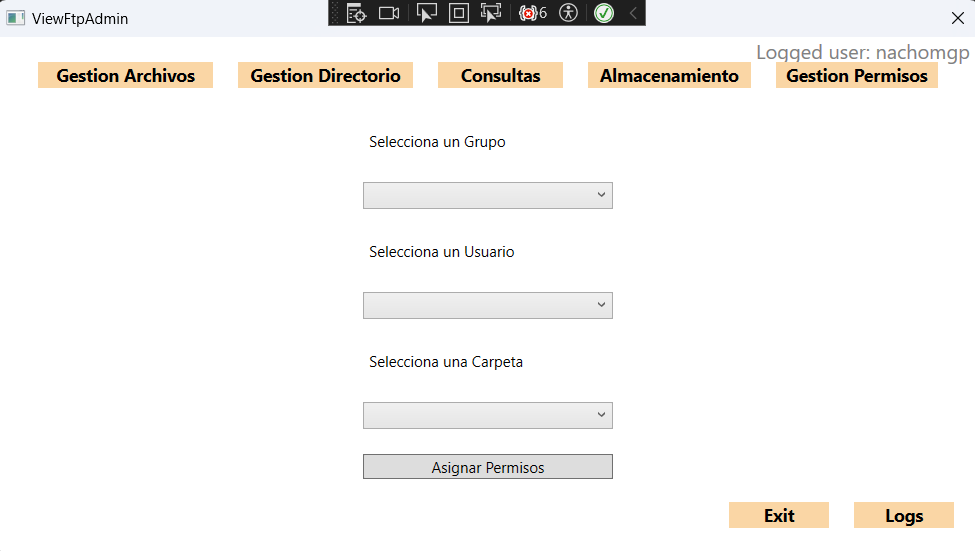 ViewFtpAdmin
6
Logged user: nachomgp
Gestion Archivos
Gestion Directorio
Consultas
Almacenamiento
Gestion Permisos
Selecciona un Grupo
Selecciona un Usuario
Selecciona una Carpeta
Asignar Permisos
Exit
Logs